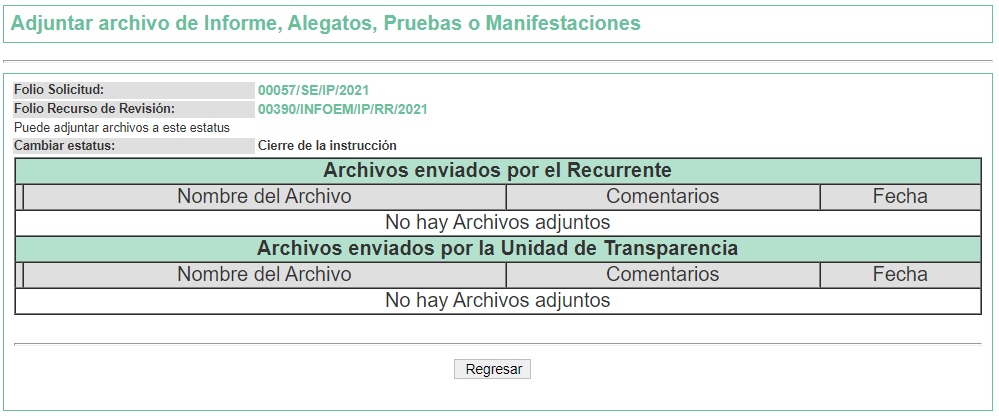 Adjuntar archivo de Informe, Alegatos, Pruebas o Manifestaciones
Folio Solicitud: 00057/SE/IP/2021
Folio Recurso de Revisión: 00390/INFOEM/IP/RR/2021
Puede adjuntar archivos a este estatus
Cambiar estatus: Cierre de la instrucción
Archivos enviados por el Recurrente
Nombre del Archivo Comentarios Fecha
No hay Archivos adjuntos
Archivos enviados por la Unidad de Transparencia
Nombre del Archivo Comentarios Fecha
No hay Archivos adjuntos
Regresar